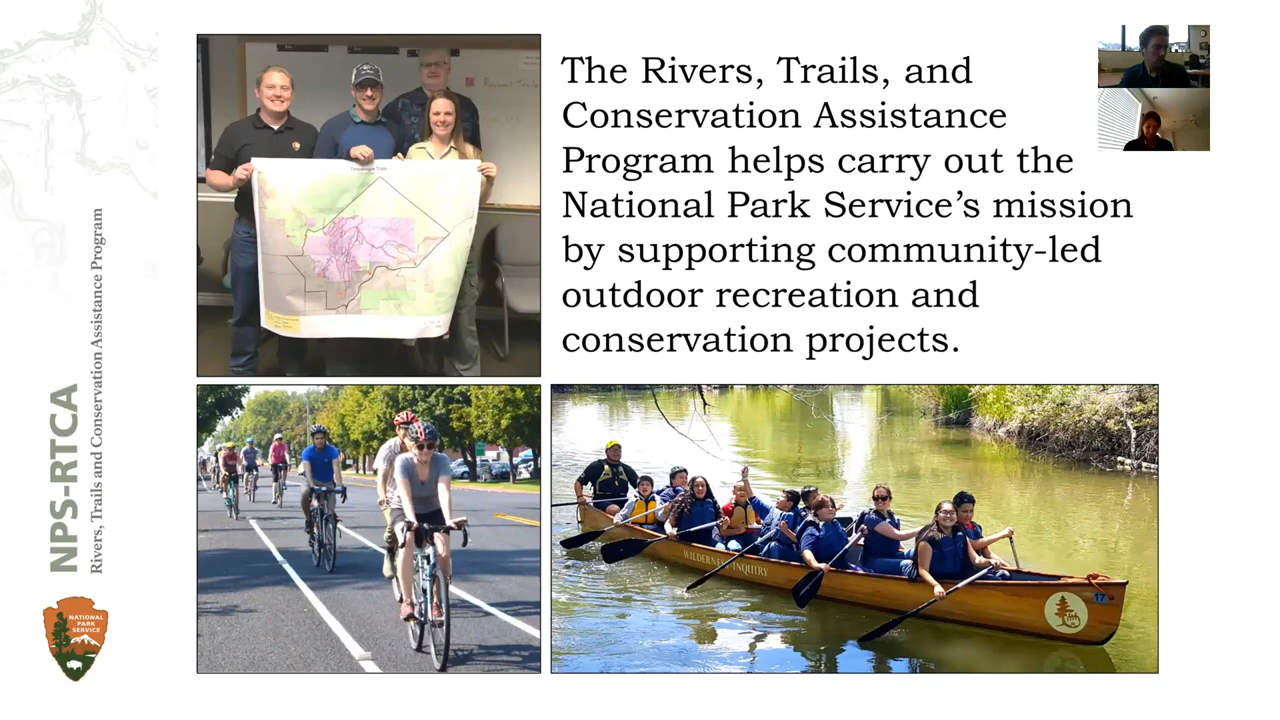 The Rivers, Trails, and
Conservation Assistance
Program helps carry out the
National Park Service’s mission
by supporting community-led
outdoor recreation and
conservation projects.
NPS-RTCA
Rivers, Trails and Conservation Assistance Program
NATIONAL
PARK
SERVICE
WILDERNESS INQUIRY
17